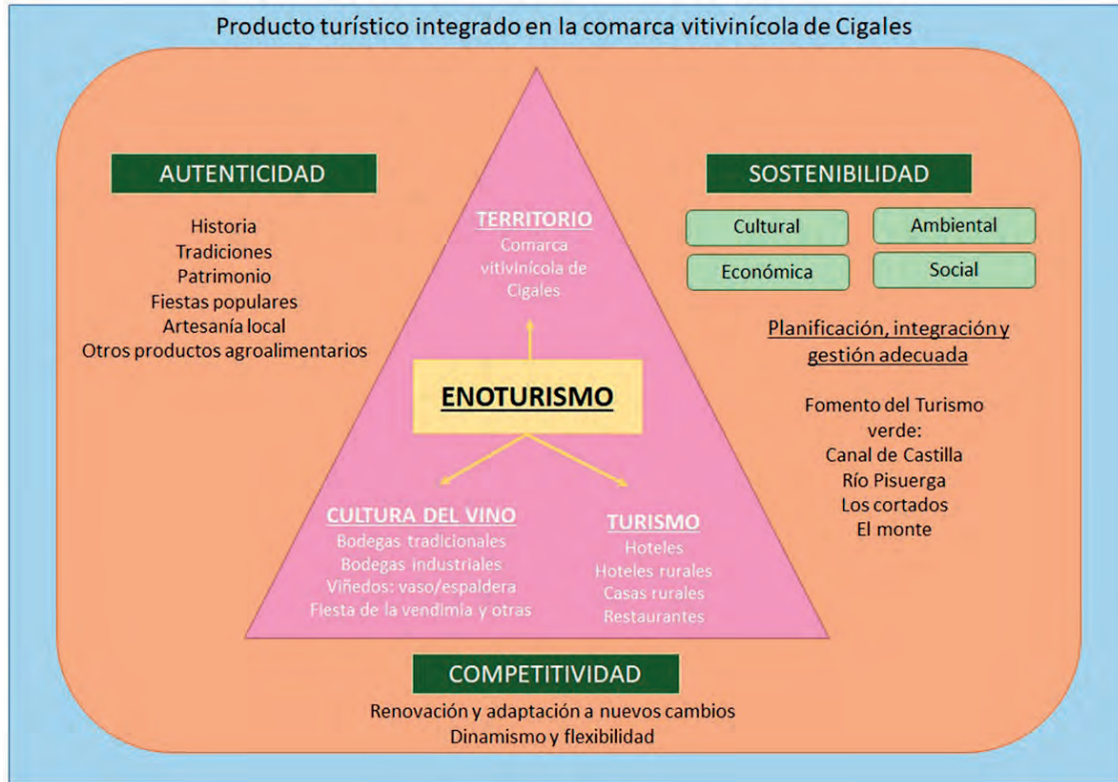 Producto turístico integrado en la comarca vitivinícola de Cigales
AUTENTICIDAD
Historia
Tradiciones
Patrimonio
Fiestas populares
Artesanía local
Otros productos agroalimentarios
TERRITORIO
Comarca
vitivinícola de
Cigales
ENOTURISMO
CULTURA DEL VINO
Bodegas tradicionales
Bodegas industriales
Viñedos: vaso/espaldera
Fiesta de la vendimia y otras
TURISMO
Hoteles
Hoteles rurales
Casas rurales
Restaurantes
SOSTENIBILIDAD
Cultural
Ambiental
Económica
Social
Planificación, integración y
gestión adecuada
Fomento del Turismo
verde:
Canal de Castilla
Río Pisuerga
Los cortados
El monte
COMPETITIVIDAD
Renovación y adaptación a nuevos cambios
Dinamismo y flexibilidad